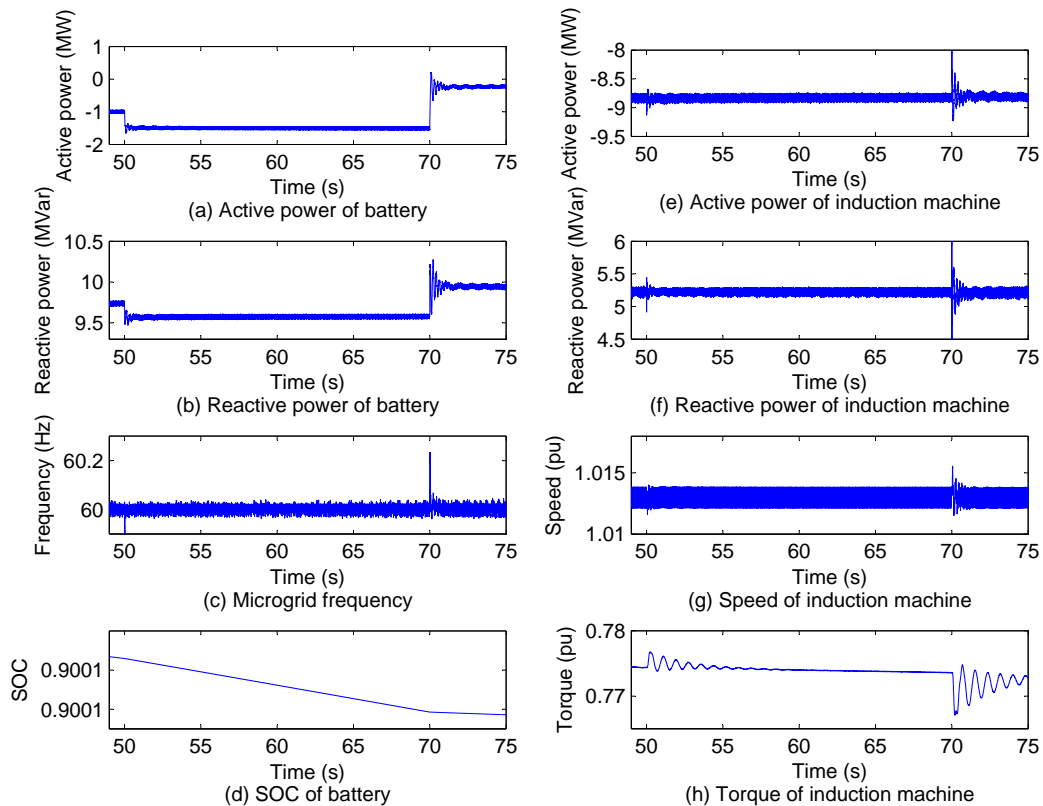 Active power (MW)
1
0
-1
-2
50 55 60 65 70 75
Time (s)
(a) Active power of battery
Reactive power (MVar)
10.5
10
9.5
50 55 60 65 70 75
Time (s)
(b) Reactive power of battery
Frequency (Hz)
60.2
60
50 55 60 65 70 75
Time (s)
(c) Microgrid frequency
SOC
0.9001
0.9001
50 55 60 65 70 75
Time (s)
(d) SOC of battery
Active power (MW)
-8
-8.5
-9
-9.5
50 55 60 65 70 75
Time (s)
(e) Active power of induction machine
Reactive power (MVar)
6
5.5
5
4.5
50 55 60 65 70 75
Time (s)
(f) Reactive power of induction machine
Speed (pu)
1.015
1.01
50 55 60 65 70 75
Time (s)
(g) Speed of induction machine
Torque (pu)
0.78
0.77
50 55 60 65 70 75
Time (s)
(h) Torque of induction machine